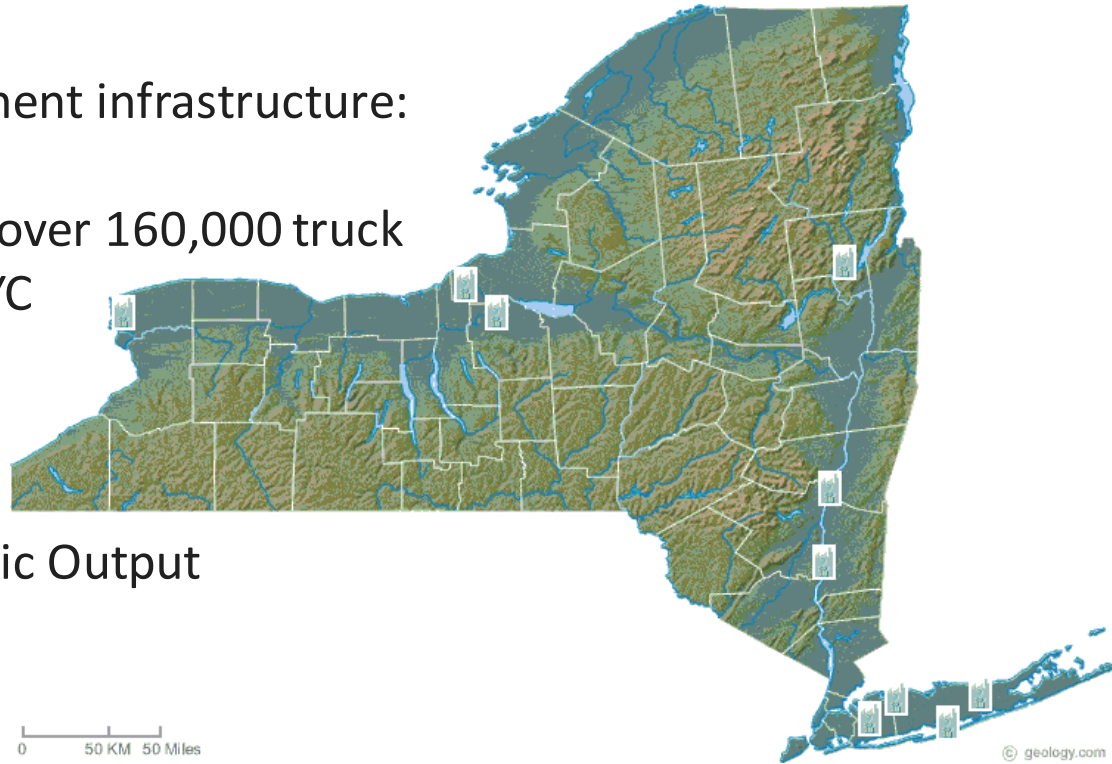 nent infrastructure:
over 160,000 truck
YC
ic Output
0 50 KM 50 Miles
© geology.com